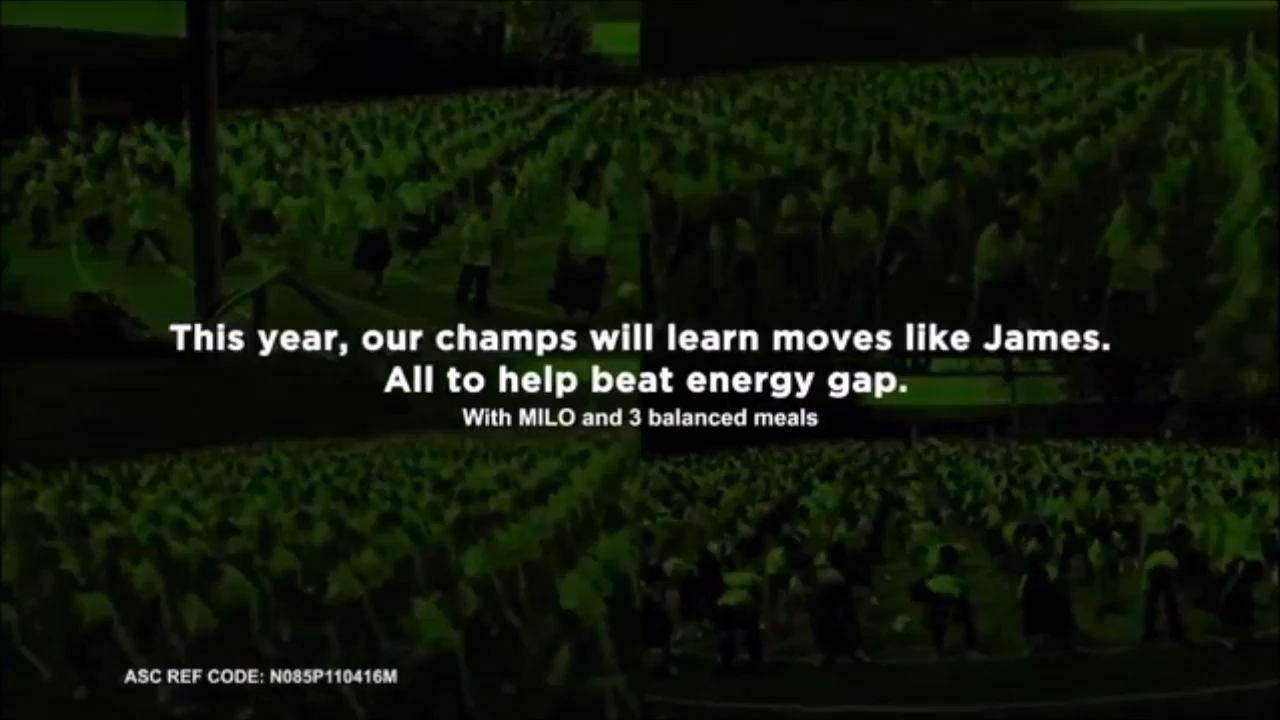 This year, our champs will learn moves like James.
All to help beat energy gap.
With MILO and 3 balanced meals
ASC REF CODE: N085P110416M